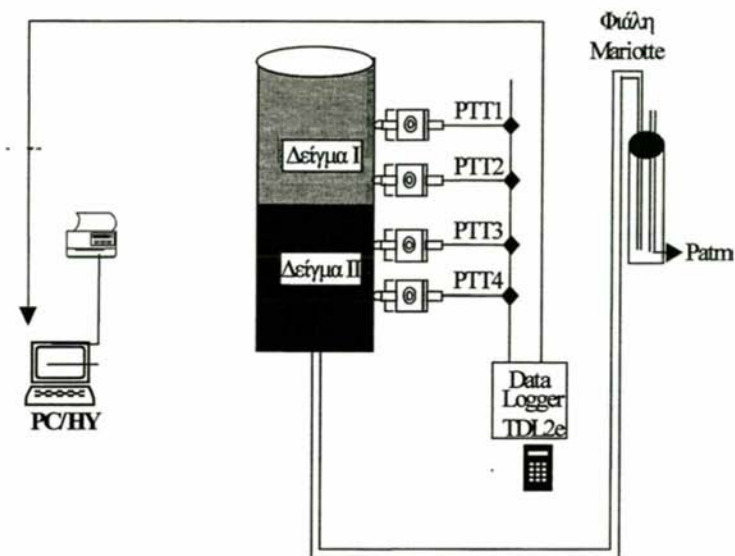 Φιάλη
Mariotte
PTT1
Δείγμα I
PTT2
PTT3
Δείγμα II
PTT4
Patm
Data
Logger
TDL2e
PC/HY